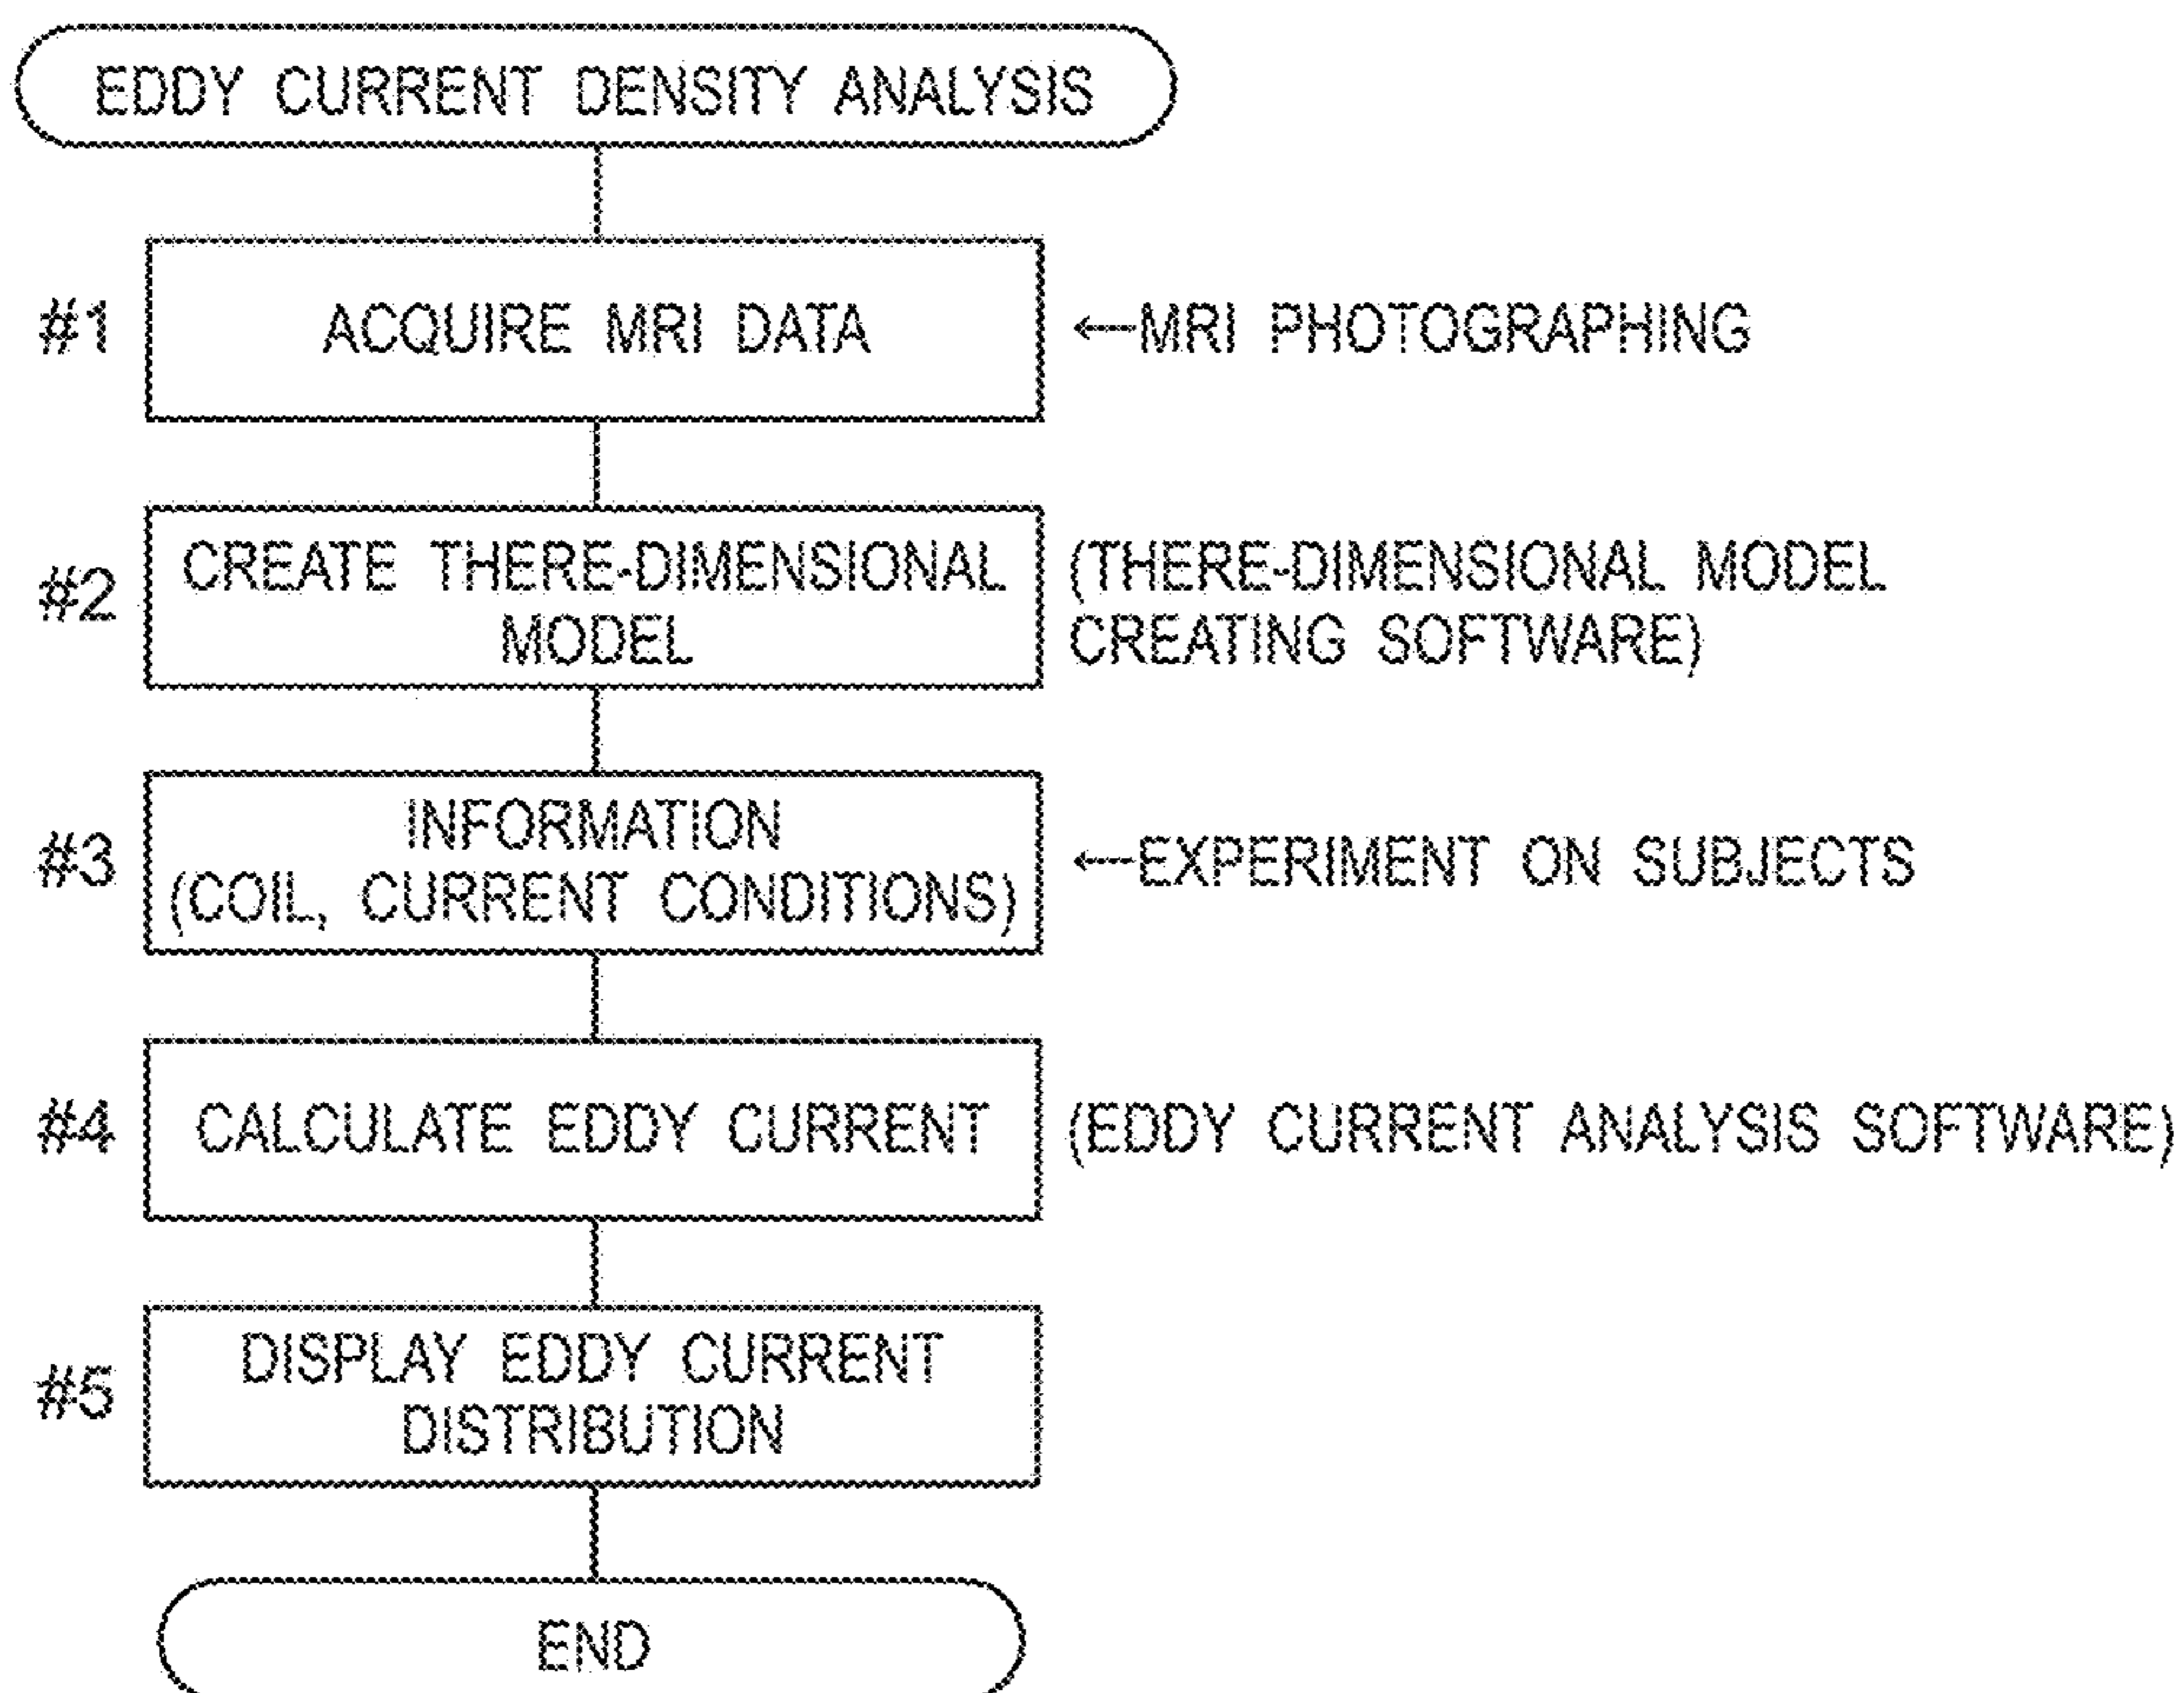 EDDY CURRENT DENSITY ANALYSIS
#1 ACQUIRE MRI DATA ←MRI PHOTOGRAPHING
#2 CREATE THERE-DIMENSIONAL
MODEL
(THERE-DIMENSIONAL MODEL
CREATING SOFTWARE)
#3 INFORMATION
(COIL, CURRENT CONDITIONS)
←EXPERIMENT ON SUBJECTS
#4 CALCULATE EDDY CURRENT (EDDY CURRENT ANALYSIS SOFTWARE)
#5 DISPLAY EDDY CURRENT
DISTRIBUTION
END